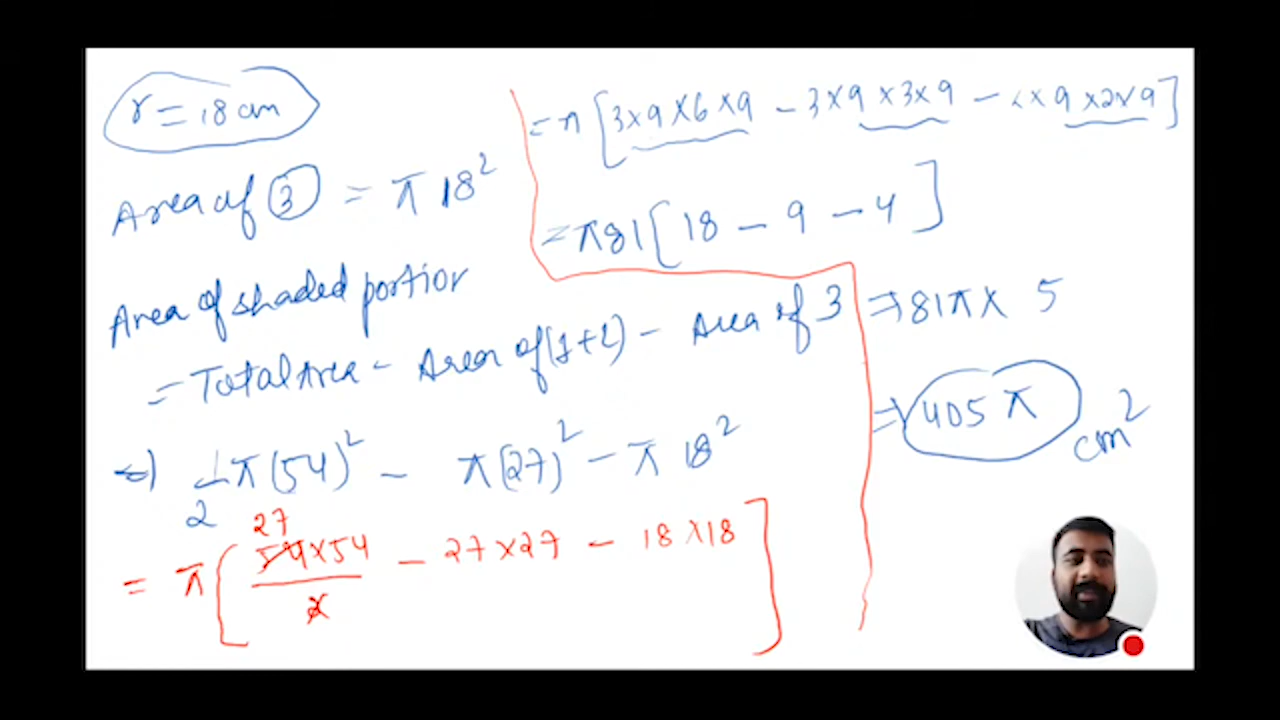 r = 18 cm
Area of 3 = π 18²
Area of shaded portion
= Total Area - Area of (1+2) - Area of 3
=) 1/2 π (54)² - π (27)² - π 18²
27
= π [ 54×54/2 - 27×27 - 18×18 ]
= π [ 3×9×6×9 - 3×9×3×9 - 2×9×2×9 ]
= π 81 [ 18 - 9 - 4 ]
⇒ 81π × 5
⇒ 405 π cm²